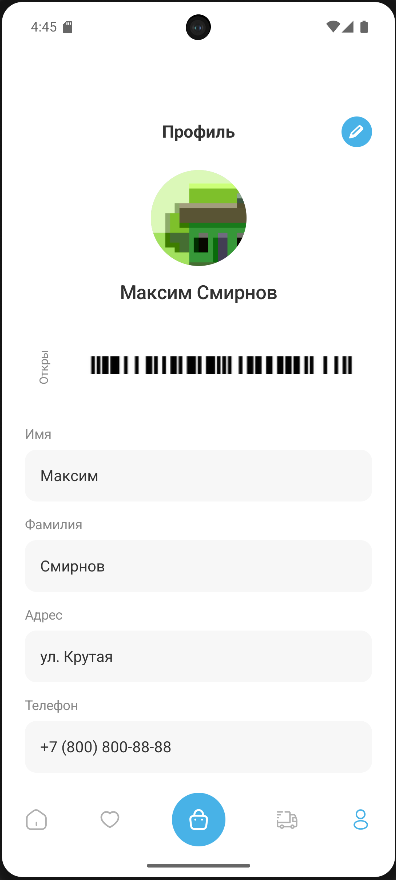 4:45
Профиль
Максим Смирнов
Откры
Имя
Максим
Фамилия
Смирнов
Адрес
ул. Крутая
Телефон
+7 (800) 800-88-88